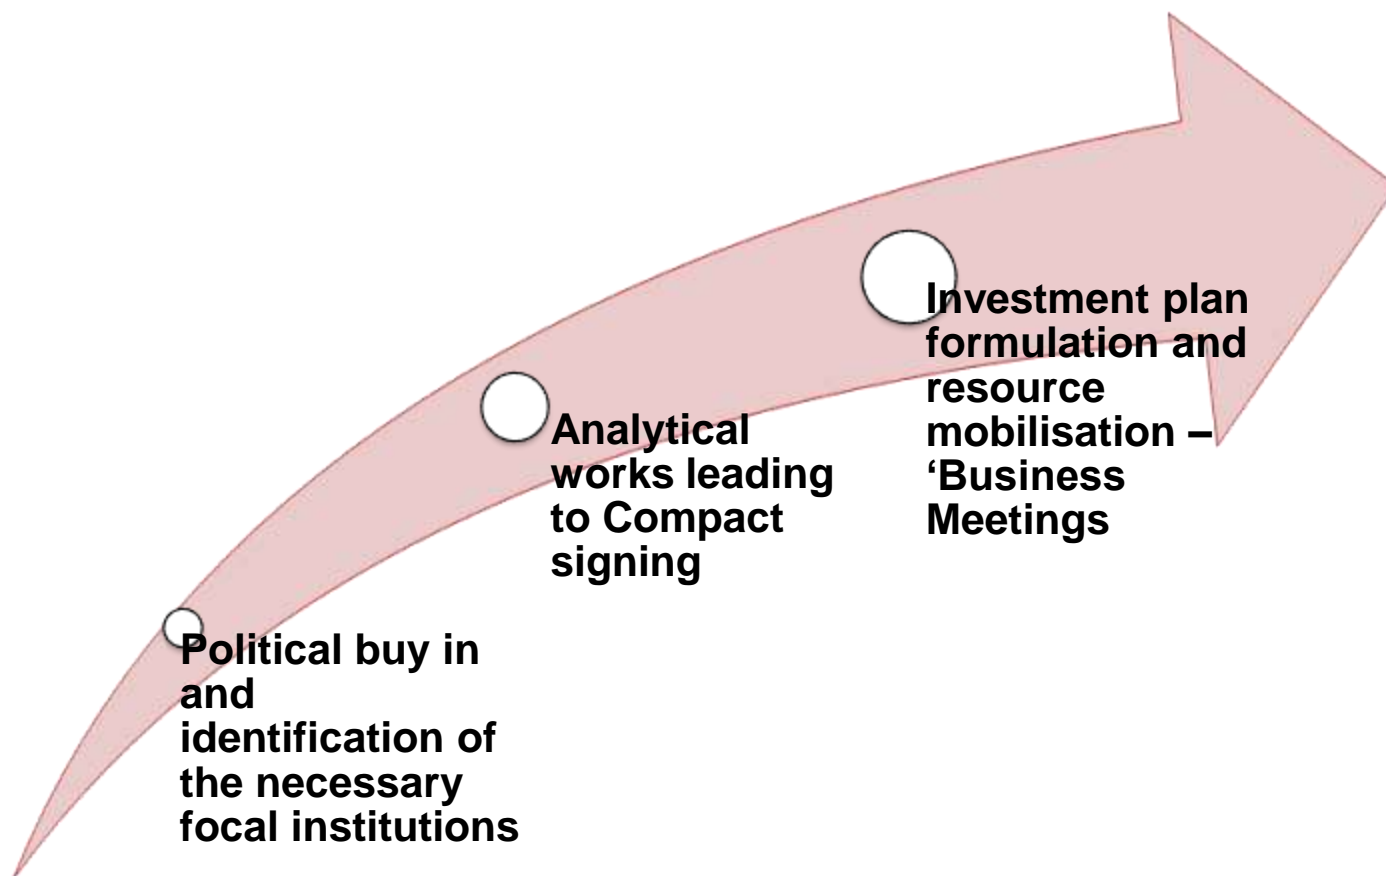 Investment plan
formulation and
resource
mobilisation –
‘Business
Meetings
Analytical
works leading
to Compact
signing
Political buy in
and
identification of
the necessary
focal institutions